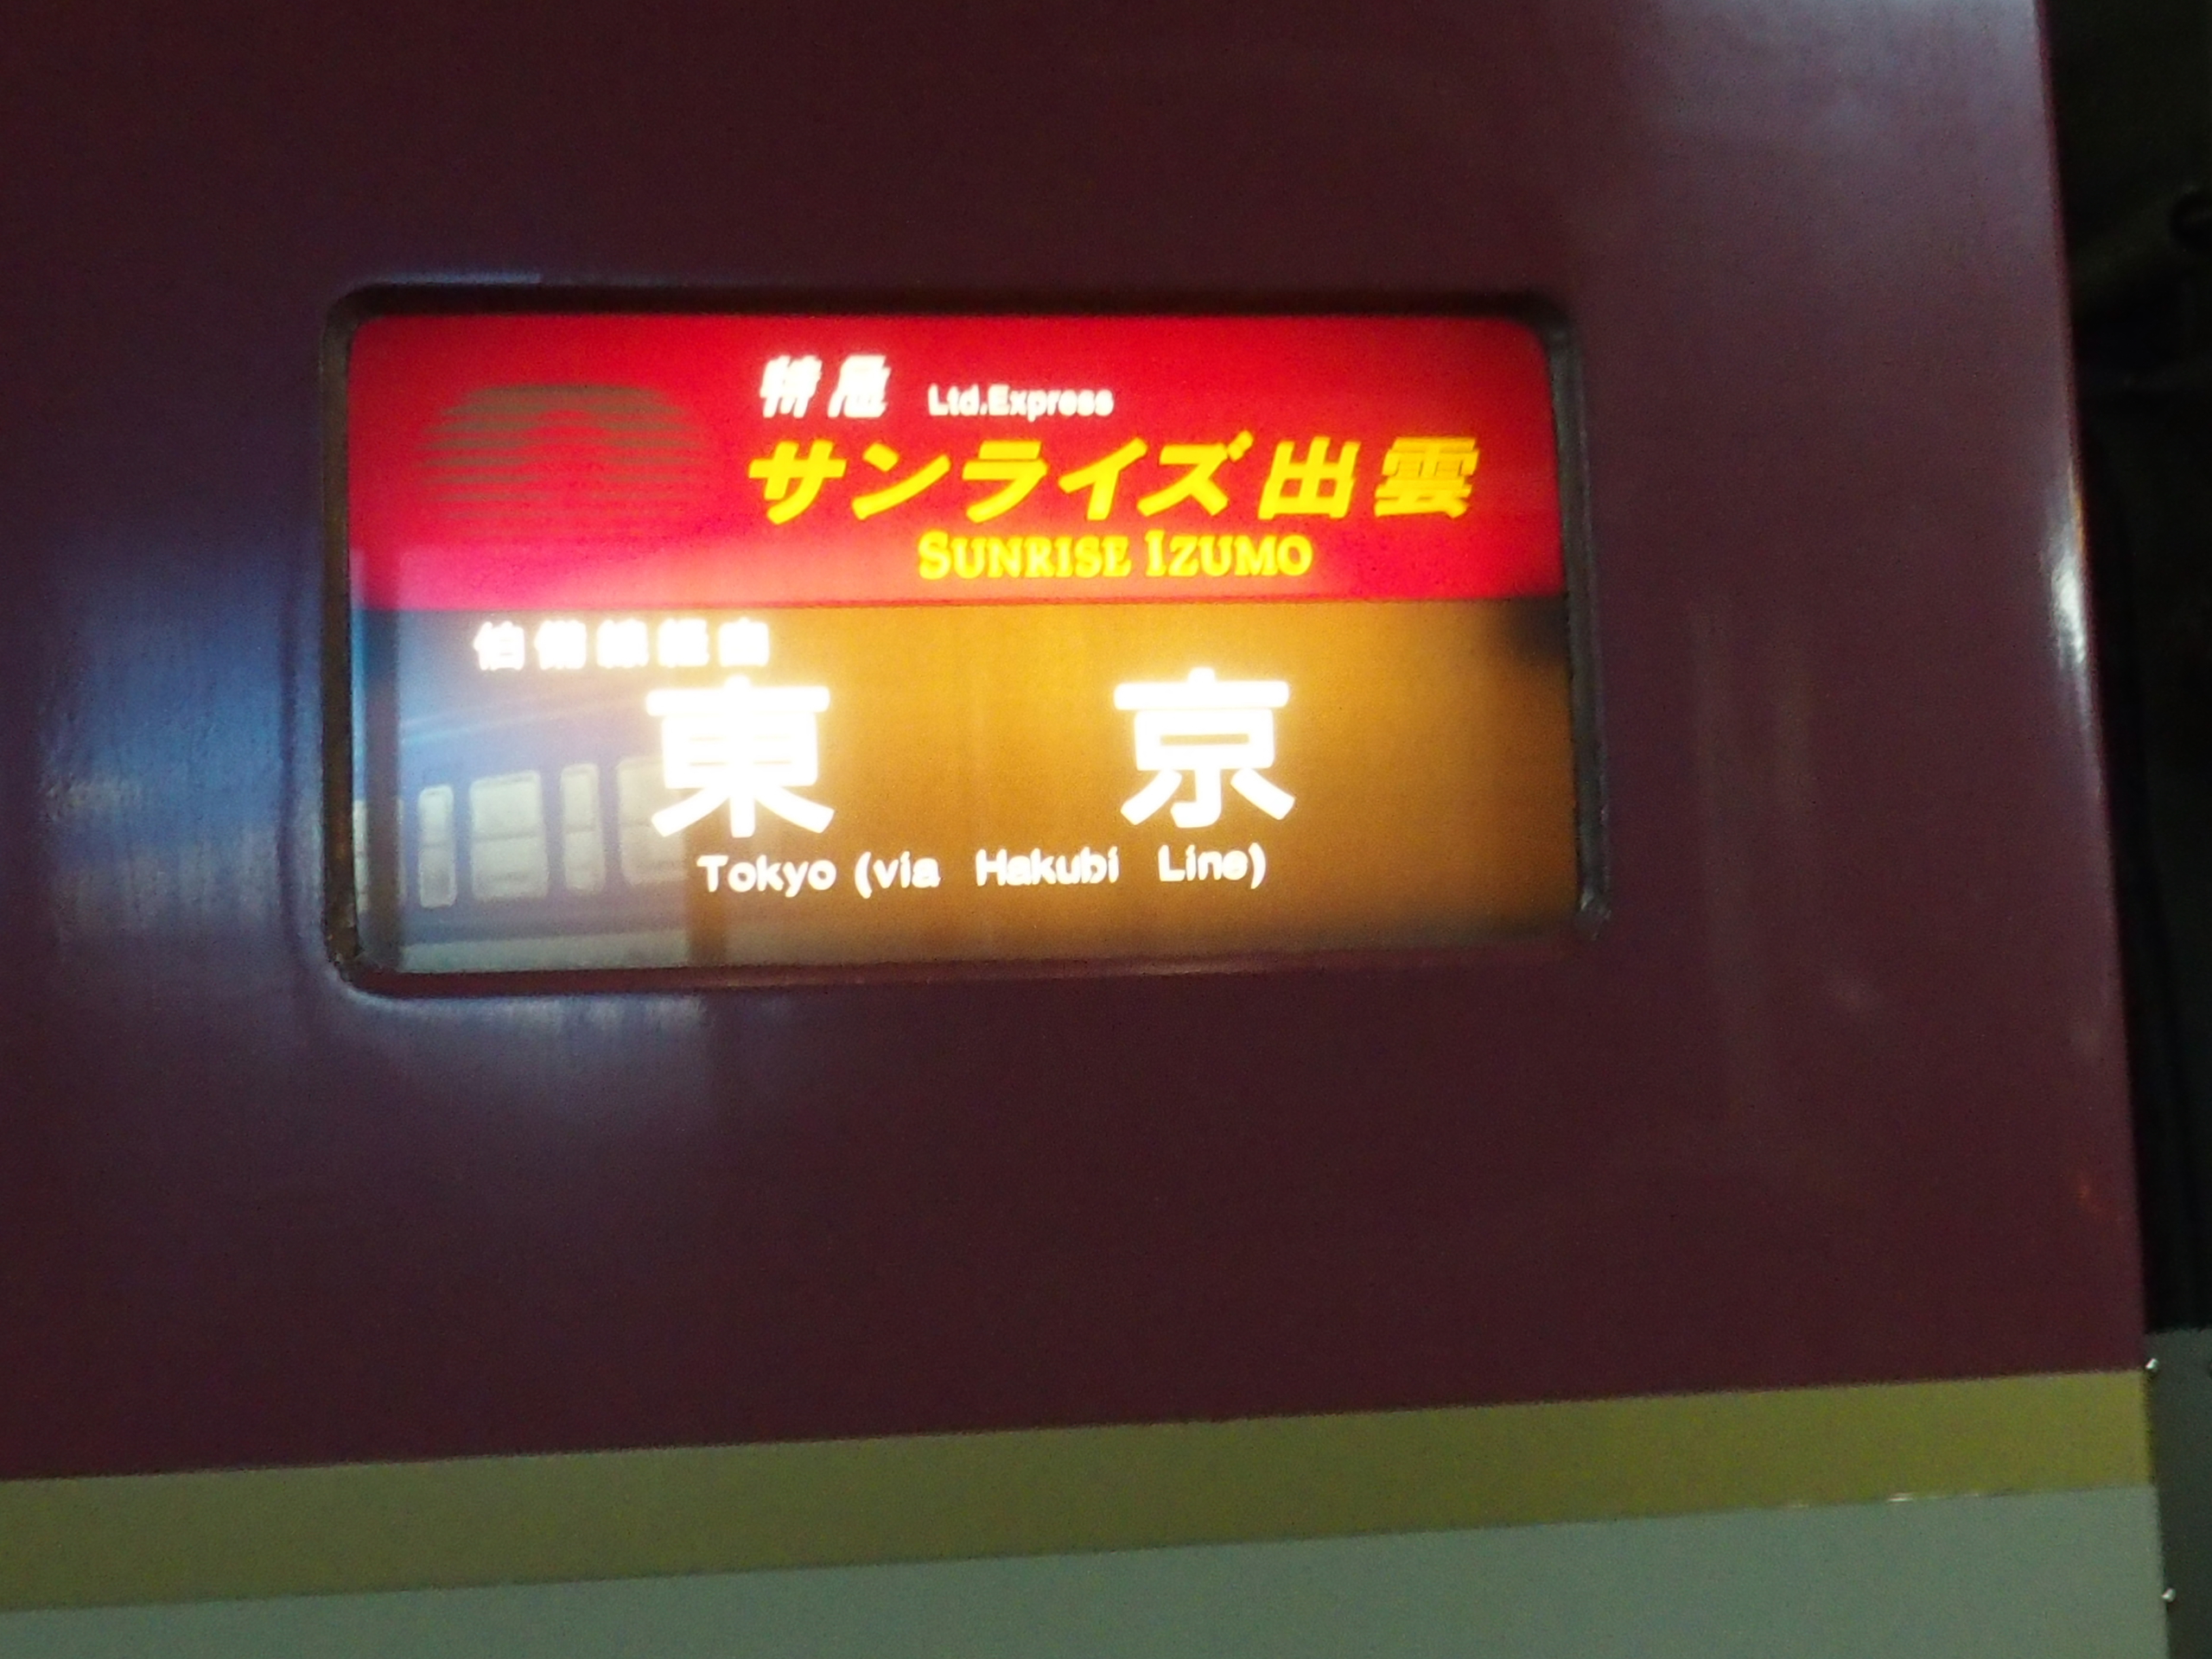 特急 Ltd.Express
サンライズ出雲
SUNRISE IZUMO
伯備線経由
東京
Tokyo (via Hakubi Line)